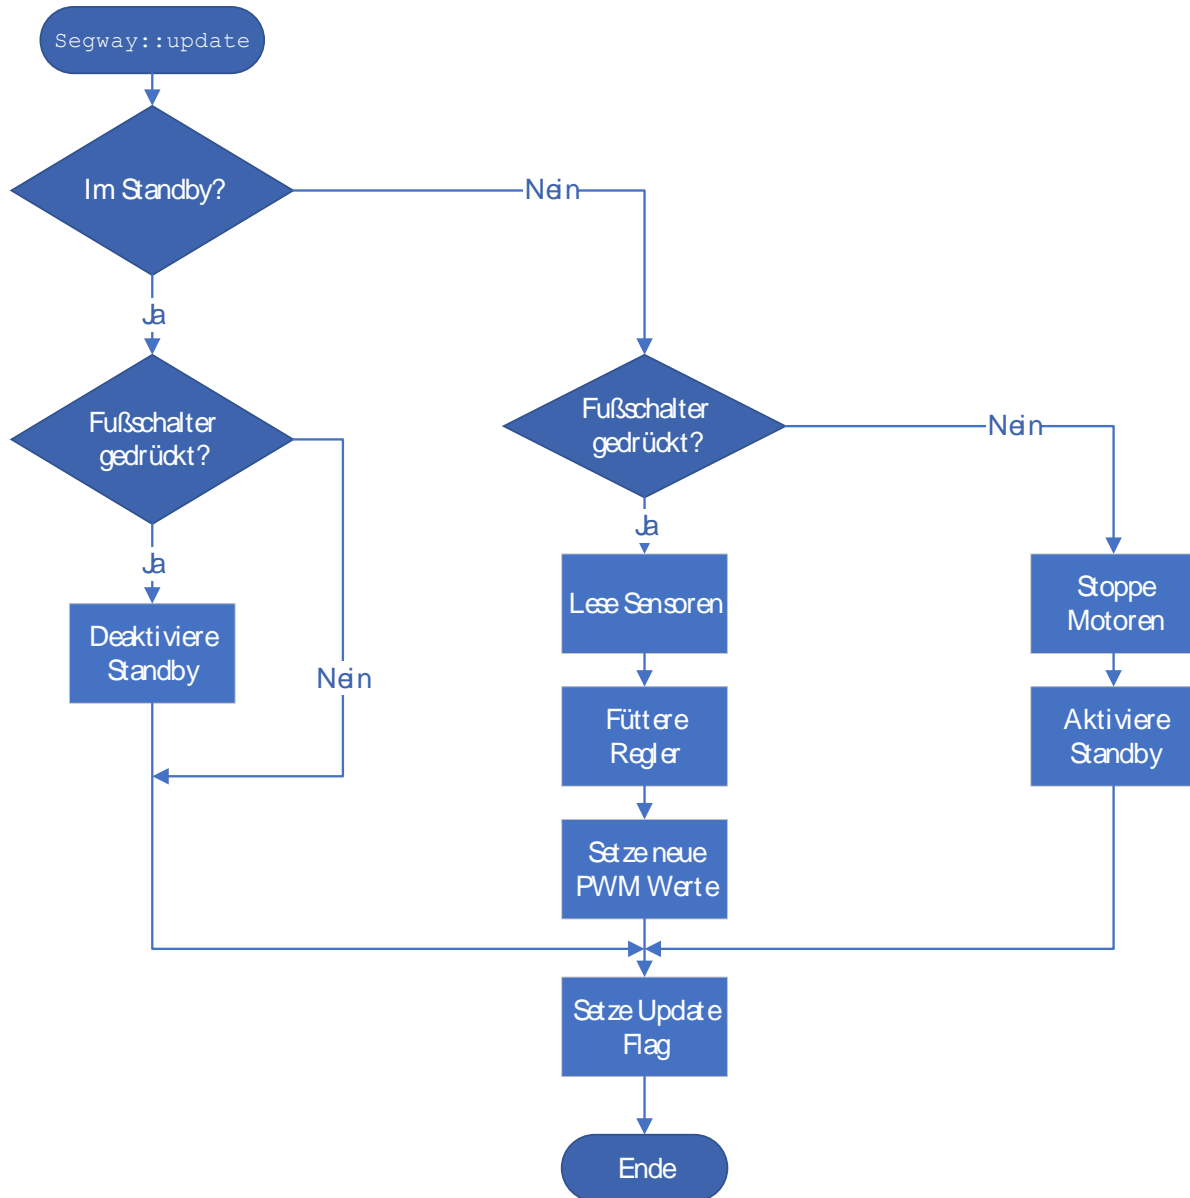 Segway::update
Im Standby?
Nein
Ja
Fußschalter
gedrückt?
Fußschalter
gedrückt?
Nein
Ja
Ja
Lese Sensoren
Stoppe
Motoren
Deaktiviere
Standby
Nein
Füttere
Regler
Aktiviere
Standby
Setze neue
PWM Werte
Setze Update
Flag
Ende